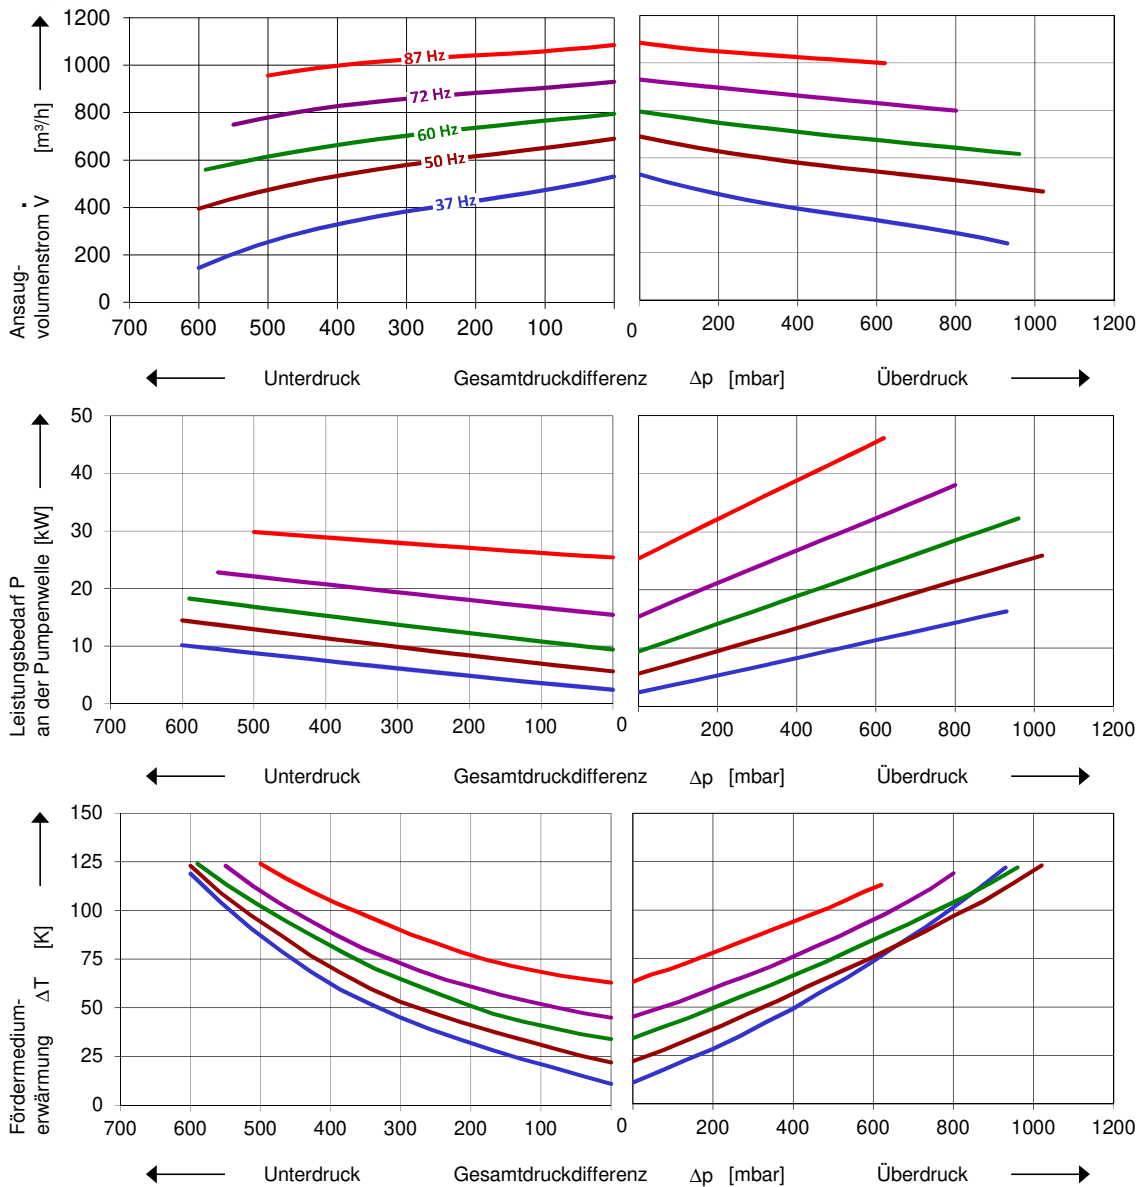 1200
1000
800
600
400
200
0
Ansaug-
volumenstrom V̇ [m³/h]
87 Hz
72 Hz
60 Hz
50 Hz
37 Hz
700 600 500 400 300 200 100 0 200 400 600 800 1000 1200
Unterdruck Gesamtdruckdifferenz Δp [mbar] Überdruck
50
40
30
20
10
0
Leistungsbedarf P
an der Pumpenwelle [kW]
700 600 500 400 300 200 100 0 200 400 600 800 1000 1200
Unterdruck Gesamtdruckdifferenz Δp [mbar] Überdruck
150
125
100
75
50
25
0
Fördermedium-
erwärmung ΔT [K]
700 600 500 400 300 200 100 0 200 400 600 800 1000 1200
Unterdruck Gesamtdruckdifferenz Δp [mbar] Überdruck